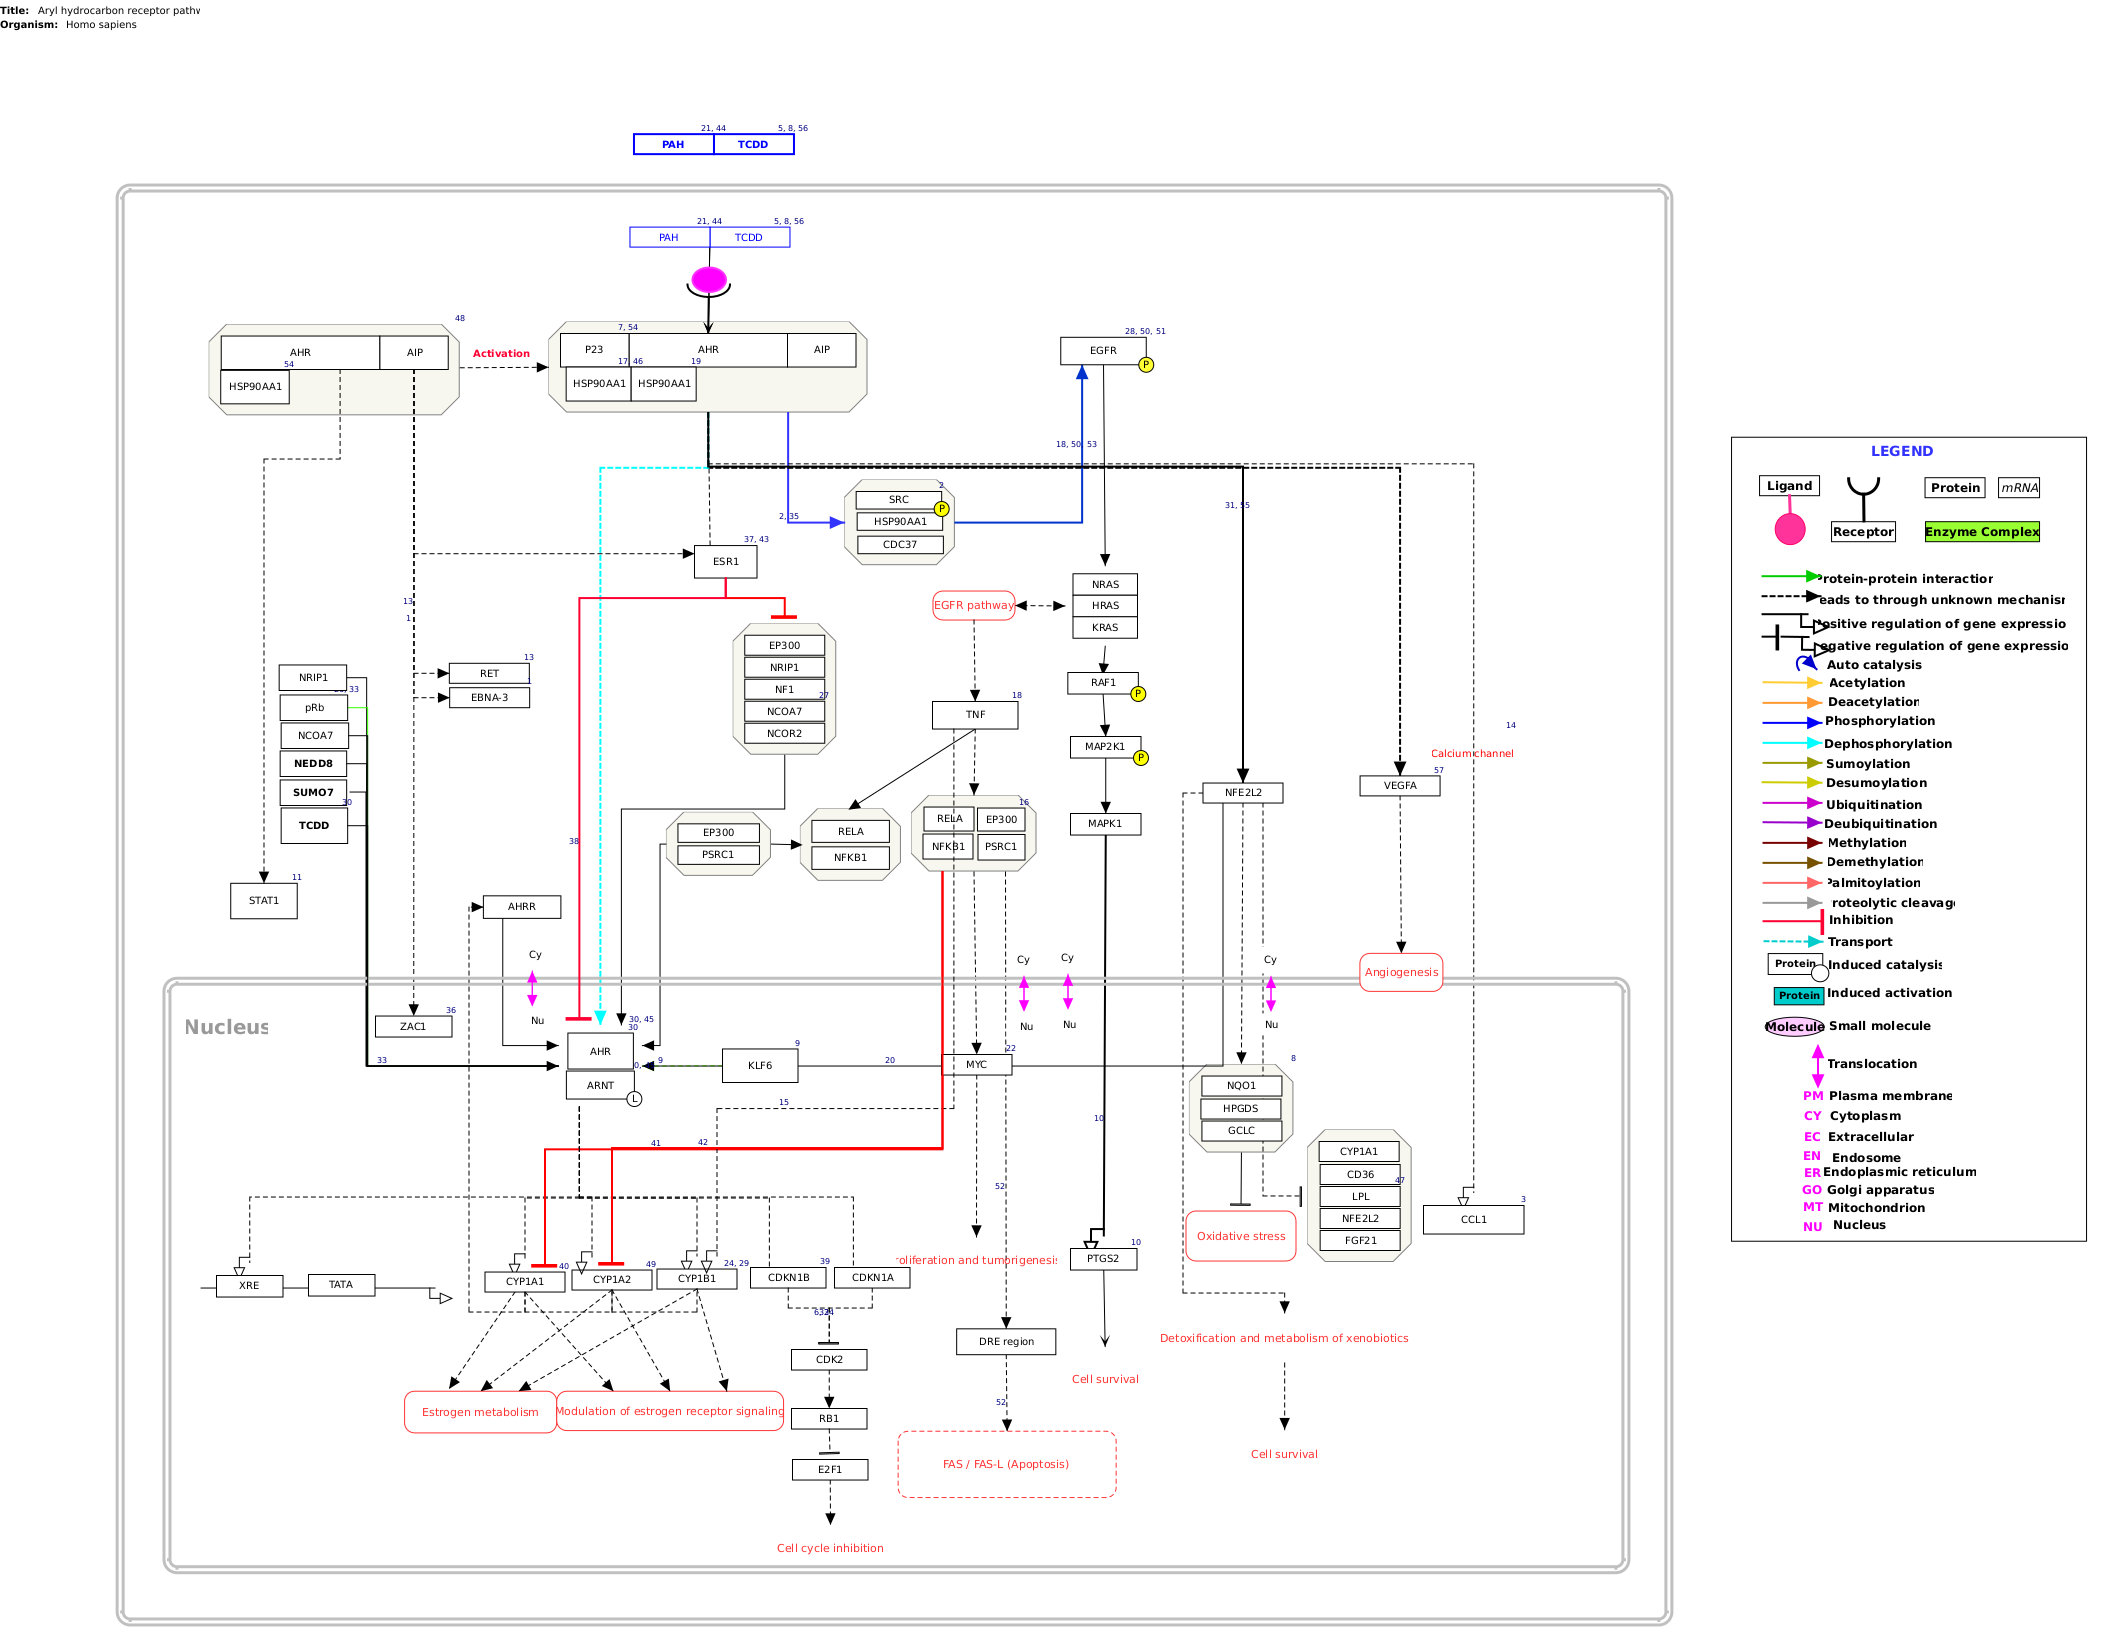 Title: Aryl hydrocarbon receptor pathw
Organism: Homo sapiens
21, 44
5, 8, 56
PAH
TCDD
21, 44
5, 8, 56
PAH
TCDD
48
AHR
AIP
54
HSP90AA1
Activation
7, 54
P23
AHR
AIP
17, 46
19
HSP90AA1
HSP90AA1
28, 50, 51
EGFR
P
18, 50, 53
2
SRC
P
HSP90AA1
CDC37
2, 35
31, 55
37, 43
ESR1
13
1
EGFR pathway
NRAS
HRAS
KRAS
EP300
NRIP1
NF1
27
NCOA7
NCOR2
13
RET
1
EBNA-3
NRIP1
33
pRb
NCOA7
NEDD8
SUMO7
30
TCDD
RAF1
P
18
TNF
MAP2K1
P
14
Calcium channel
57
VEGFA
NFE2L2
MAPK1
EP300
PSRC1
RELA
NFKB1
16
RELA
EP300
NFKB1
PSRC1
38
11
STAT1
AHRR
Cy
Cy
Cy
Cy
Angiogenesis
Nucleus
Nu
Nu
Nu
Nu
36
ZAC1
30, 45
30
AHR
ARNT
L
33
9
9
KLF6
20
22
MYC
8
NQO1
HPGDS
GCLC
15
10
41
42
CYP1A1
CD36
47
LPL
NFE2L2
FGF21
52
3
CCL1
Oxidative stress
10
PTGS2
roliferation and tumorigenesis
XRE
TATA
40
CYP1A1
49
CYP1A2
24, 29
CYP1B1
39
CDKN1B
CDKN1A
CDK2
DRE region
Detoxification and metabolism of xenobiotics
Cell survival
52
Estrogen metabolism
Modulation of estrogen receptor signaling
RB1
E2F1
FAS / FAS-L (Apoptosis)
Cell survival
Cell cycle inhibition
LEGEND
Ligand
Protein
mRNA
Receptor
Enzyme Complex
rotein-protein interaction
eads to through unknown mechanism
ositive regulation of gene expressio
egative regulation of gene expressio
Auto catalysis
Acetylation
Deacetylation
Phosphorylation
Dephosphorylation
Sumoylation
Desumoylation
Ubiquitination
Deubiquitination
Methylation
Demethylation
Palmitoylation
roteolytic cleavage
Inhibition
Transport
Protein Induced catalysis
Protein Induced activation
Molecule Small molecule
Translocation
PM Plasma membrane
CY Cytoplasm
EC Extracellular
EN Endosome
ER Endoplasmic reticulum
GO Golgi apparatus
MT Mitochondrion
NU Nucleus